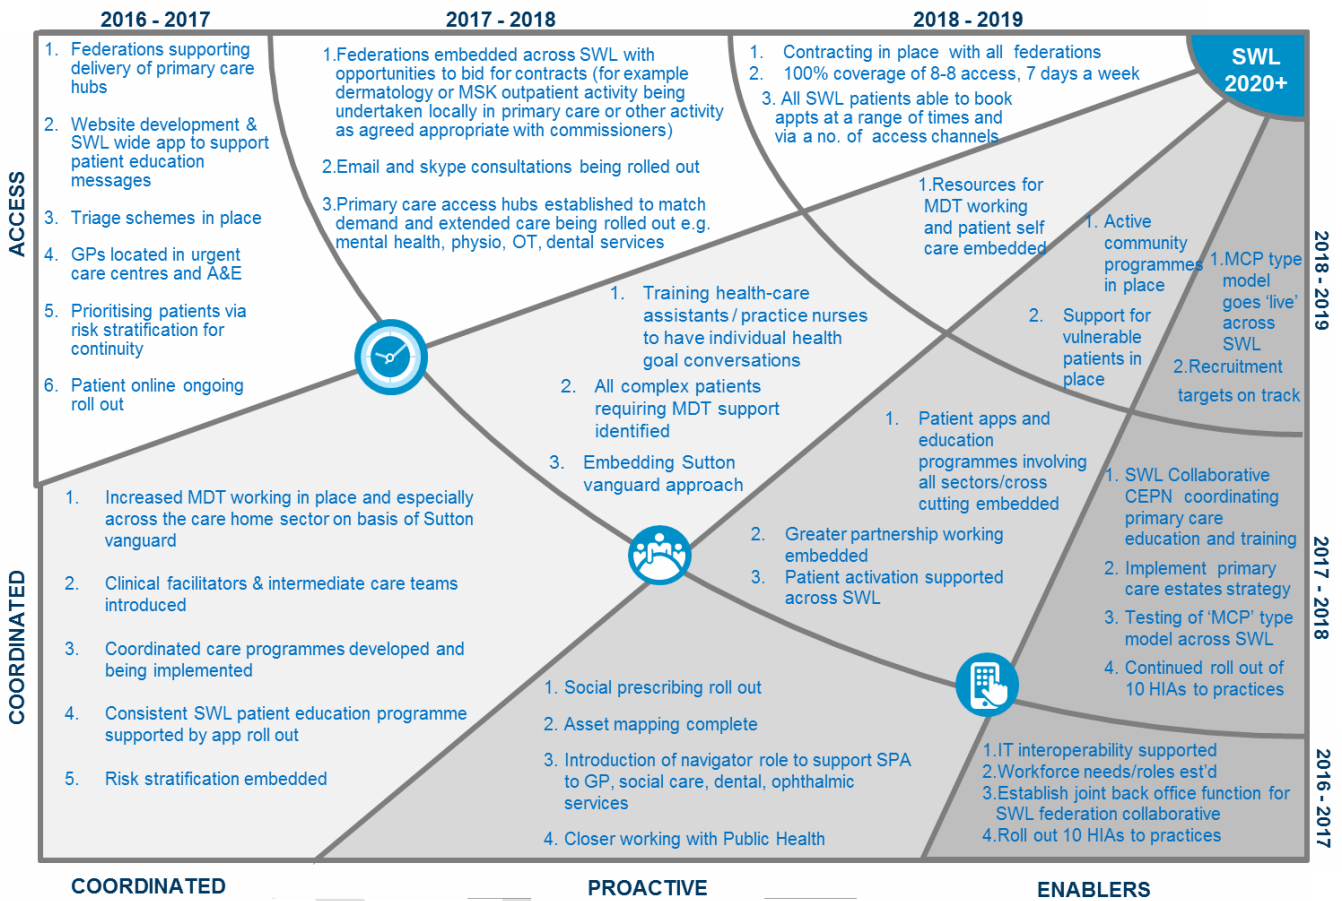 2016 - 2017
2017 - 2018
2018 - 2019
SWL
2020+
ACCESS
1. Federations supporting
delivery of primary care
hubs
2. Website development &
SWL wide app to support
patient education
messages
3. Triage schemes in place
4. GPs located in urgent
care centres and A&E
5. Prioritising patients via
risk stratification for
continuity
6. Patient online ongoing
roll out
1.Federations embedded across SWL with
opportunities to bid for contracts (for example
dermatology or MSK outpatient activity being
undertaken locally in primary care or other activity
as agreed appropriate with commissioners)
2.Email and skype consultations being rolled out
3.Primary care access hubs established to match
demand and extended care being rolled out e.g.
mental health, physio, OT, dental services
1. Contracting in place with all federations
2. 100% coverage of 8-8 access, 7 days a week
3. All SWL patients able to book
appts at a range of times and
via a no. of access channels
COORDINATED
1. Increased MDT working in place and especially
across the care home sector on basis of Sutton
vanguard
2. Clinical facilitators & intermediate care teams
introduced
3. Coordinated care programmes developed and
being implemented
4. Consistent SWL patient education programme
supported by app roll out
5. Risk stratification embedded
1. Training health-care
assistants / practice nurses
to have individual health
goal conversations
2. All complex patients
requiring MDT support
identified
3. Embedding Sutton
vanguard approach
1.Resources for
MDT working
and patient self
care embedded
1. Social prescribing roll out
2. Asset mapping complete
3. Introduction of navigator role to support SPA
to GP, social care, dental, ophthalmic
services
4. Closer working with Public Health
1. Patient apps and
education
programmes involving
all sectors/cross
cutting embedded
2. Greater partnership working
embedded
3. Patient activation supported
across SWL
1. Active
community
programmes
in place
2. Support for
vulnerable
patients in
place
1.MCP type
model
goes ‘live’
across
SWL
2.Recruitment
targets on track
1. SWL Collaborative
CEPN coordinating
primary care
education and training
2. Implement primary
care estates strategy
3. Testing of ‘MCP’ type
model across SWL
4. Continued roll out of
10 HIAs to practices
1.IT interoperability supported
2.Workforce needs/roles est’d
3.Establish joint back office function for
SWL federation collaborative
4.Roll out 10 HIAs to practices
2018 - 2019
2017 - 2018
2016 - 2017
COORDINATED
PROACTIVE
ENABLERS